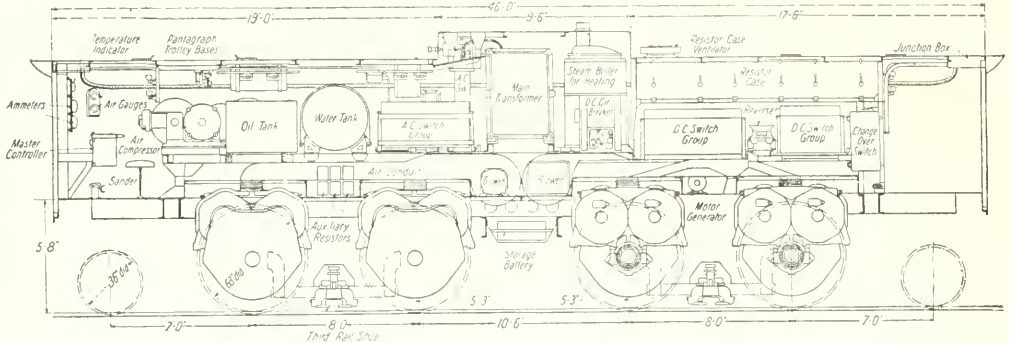 46-0"
19'-0"
9'-6"
17'-6"
Temperature
Indicator
Pantagraph
Trolley Bases
Resistor Case
Ventilator
Junction Box
Ammeters
Air Gauges
Master
Controller
Air
Compressor
Sander
Oil Tank
Water Tank
A.C. Switch
Group
Main
Transformer
Steam Boiler
for Heating
D.C. Cir.
Breaker
Resistor
Case
D.C. Switch
Group
Reverser
D.C. Switch
Group
Change
Over
Switch
Air Conduit
Blower
Blower
Motor
Generator
Auxiliary
Resistors
Storage
Battery
5'-8"
36" dia
63" dia
5'-3"
5'-3"
7'-0"
8'-0"
10'-6"
8'-0"
7'-0"
Third Rail Shoe